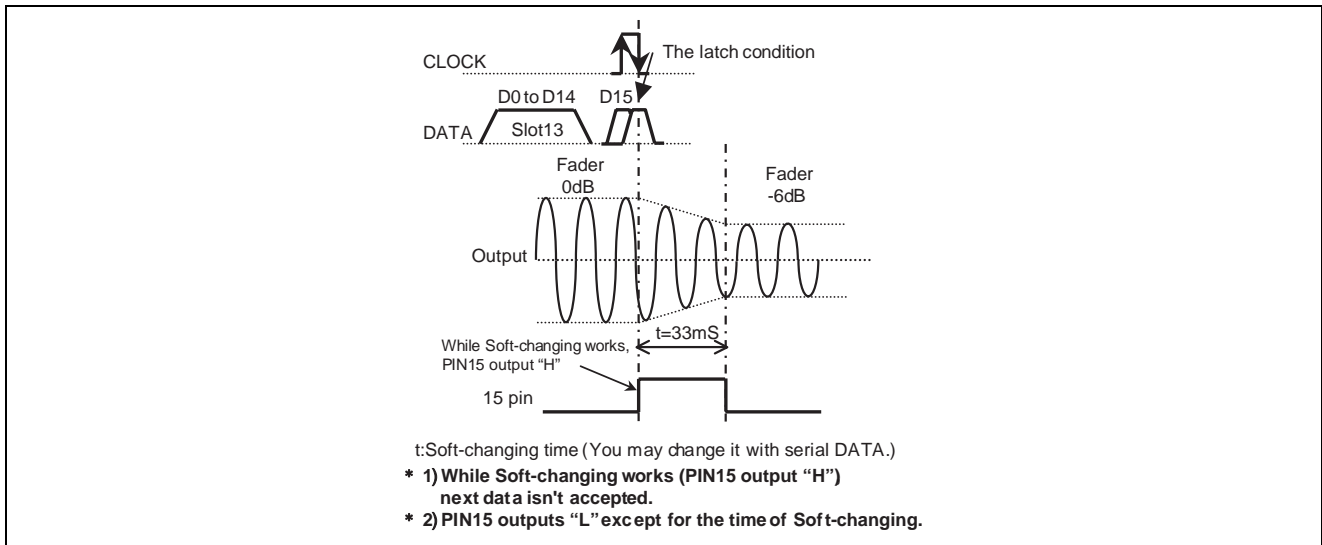 The latch condition
CLOCK
D0 to D14 D15
DATA Slot13
Fader
0dB
Fader
-6dB
Output
t=33mS
While Soft-changing works,
PIN15 output “H”
15 pin
t:Soft-changing time (You may change it with serial DATA.)
* 1) While Soft-changing works (PIN15 output “H”)
next data isn't accepted.
* 2) PIN15 outputs “L” except for the time of Soft-changing.